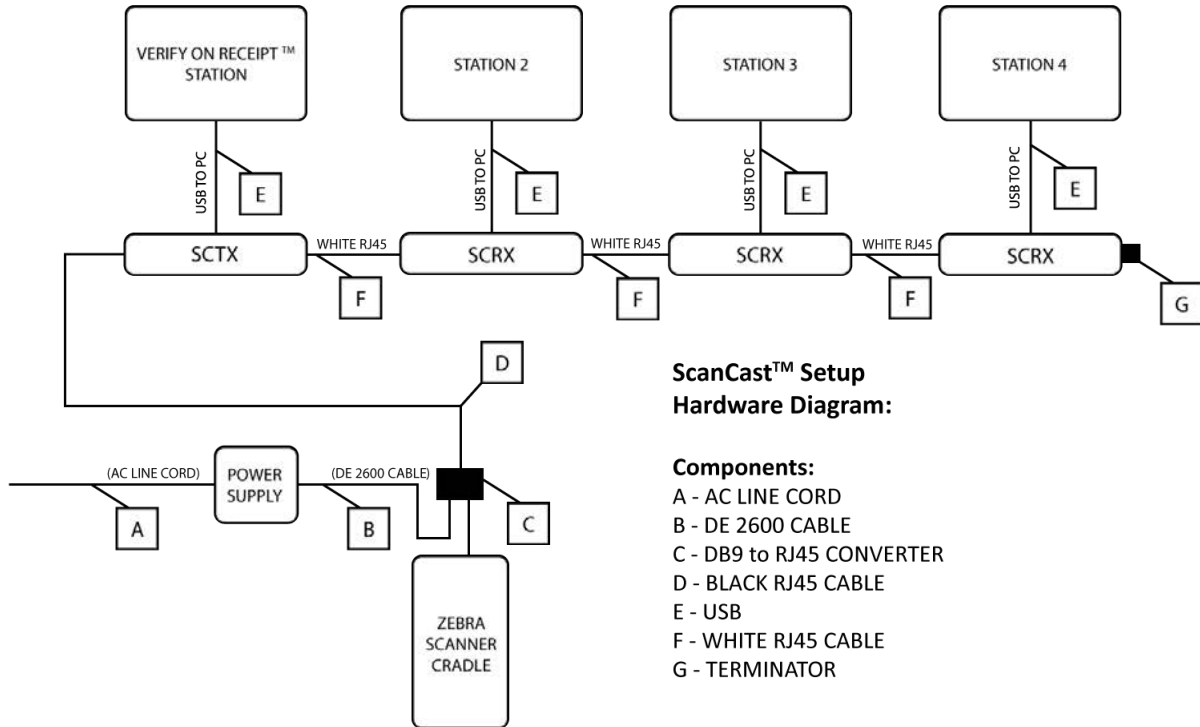 VERIFY ON RECEIPT ™
STATION
STATION 2
STATION 3
STATION 4
USB TO PC
E
USB TO PC
E
USB TO PC
E
USB TO PC
E
SCTX
WHITE RJ45
SCRX
WHITE RJ45
SCRX
WHITE RJ45
SCRX
F
F
F
G
D
(AC LINE CORD)
POWER
SUPPLY
(DE 2600 CABLE)
A
B
C
ZEBRA
SCANNER
CRADLE
ScanCast™ Setup
Hardware Diagram:
Components:
A - AC LINE CORD
B - DE 2600 CABLE
C - DB9 to RJ45 CONVERTER
D - BLACK RJ45 CABLE
E - USB
F - WHITE RJ45 CABLE
G - TERMINATOR